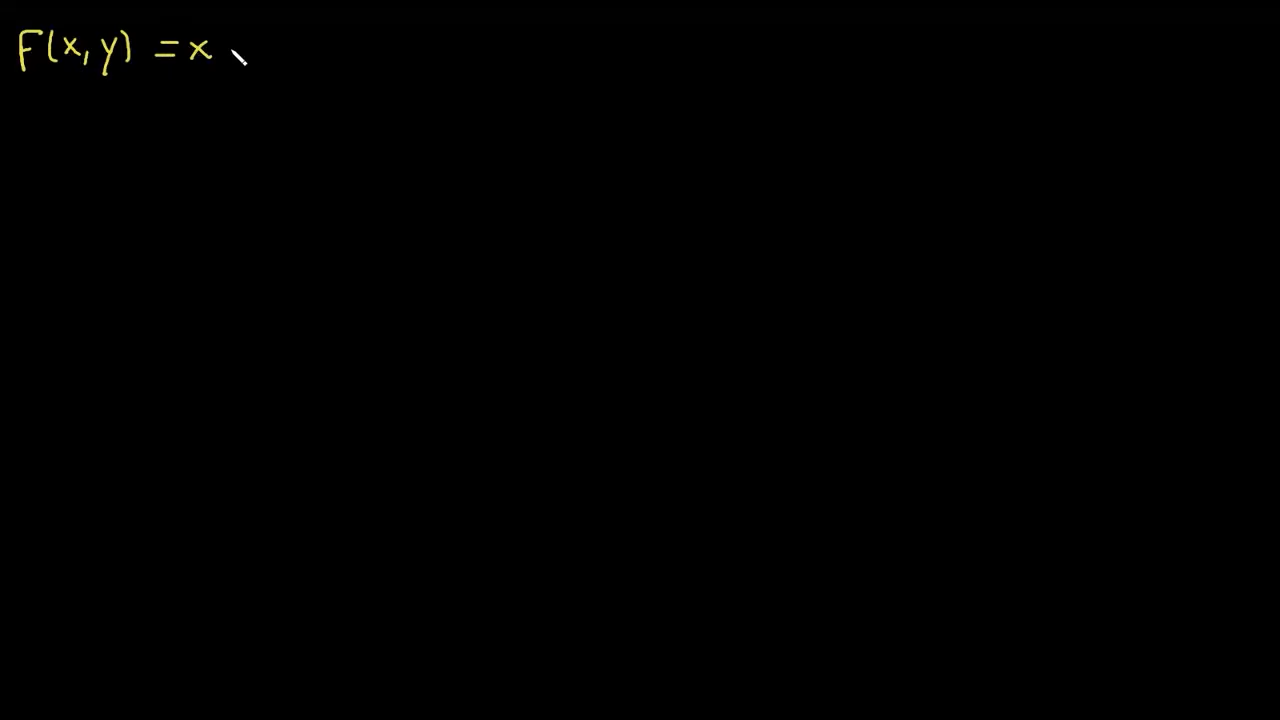 F(x, y) = x